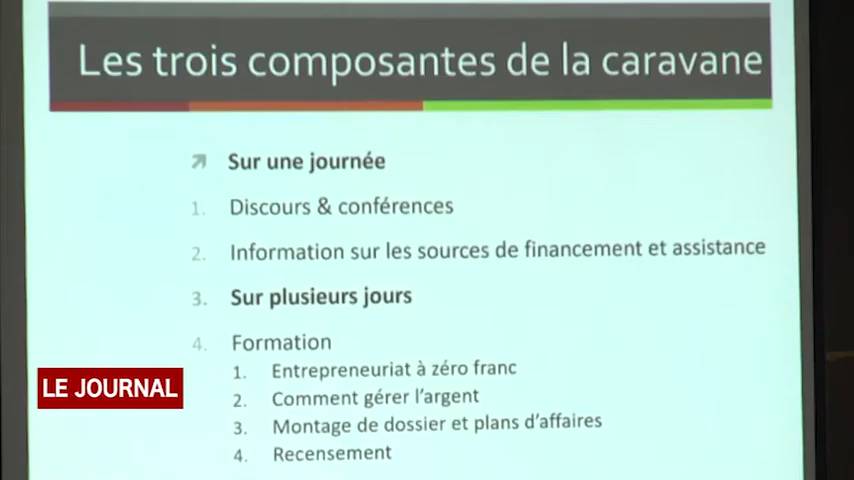 Les trois composantes de la caravane
Sur une journée
1. Discours & conférences
2. Information sur les sources de financement et assistance
3. Sur plusieurs jours
4. Formation
1. Entrepreneuriat à zéro franc
2. Comment gérer l'argent
3. Montage de dossier et plans d'affaires
4. Recensement
LE JOURNAL